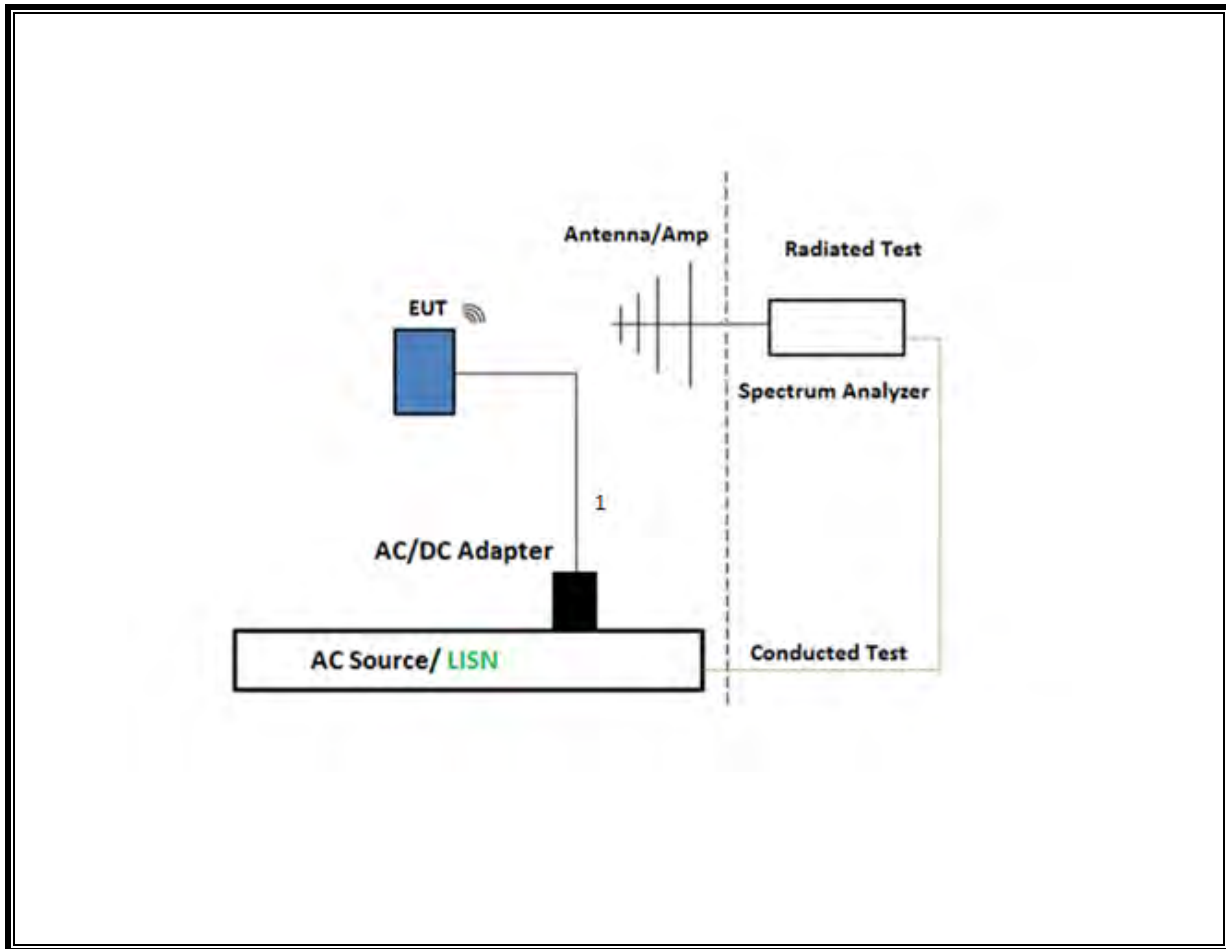 Antenna/Amp
Radiated Test
EUT
Spectrum Analyzer
1
AC/DC Adapter
AC Source/ LISN
Conducted Test